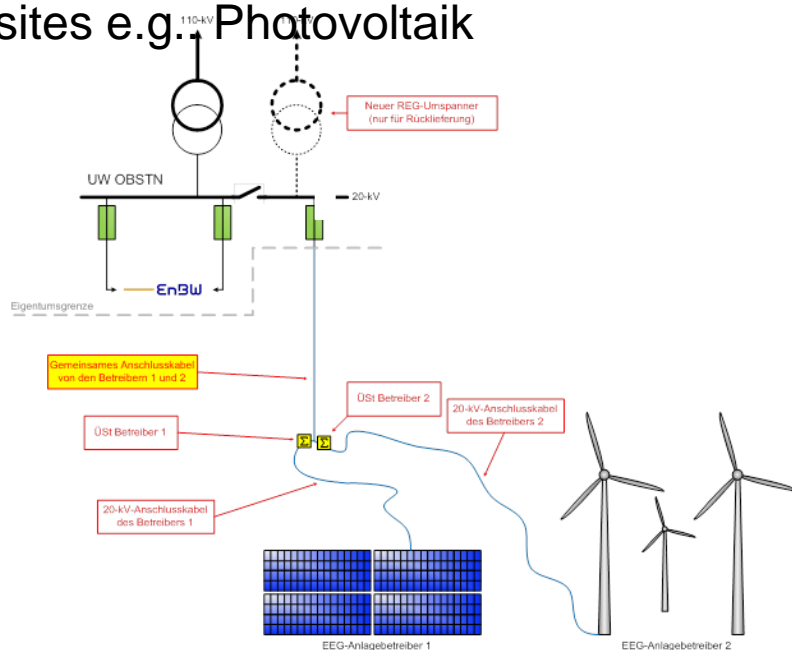 sites e.g.. Photovoltaik
110-kV
Neuer REG-Umspanner
(nur für Rücklieferung)
UW OBSTN
20-kV
EnBW
Eigentumsgrenze
Gemeinsames Anschlusskabel
von den Betreibern 1 und 2
ÜSt Betreiber 2
20-kV-Anschlusskabel
des Betreibers 2
ÜSt Betreiber 1
Σ Σ
20-kV-Anschlusskabel
des Betreibers 1
EEG-Anlagebetreiber 1
EEG-Anlagebetreiber 2